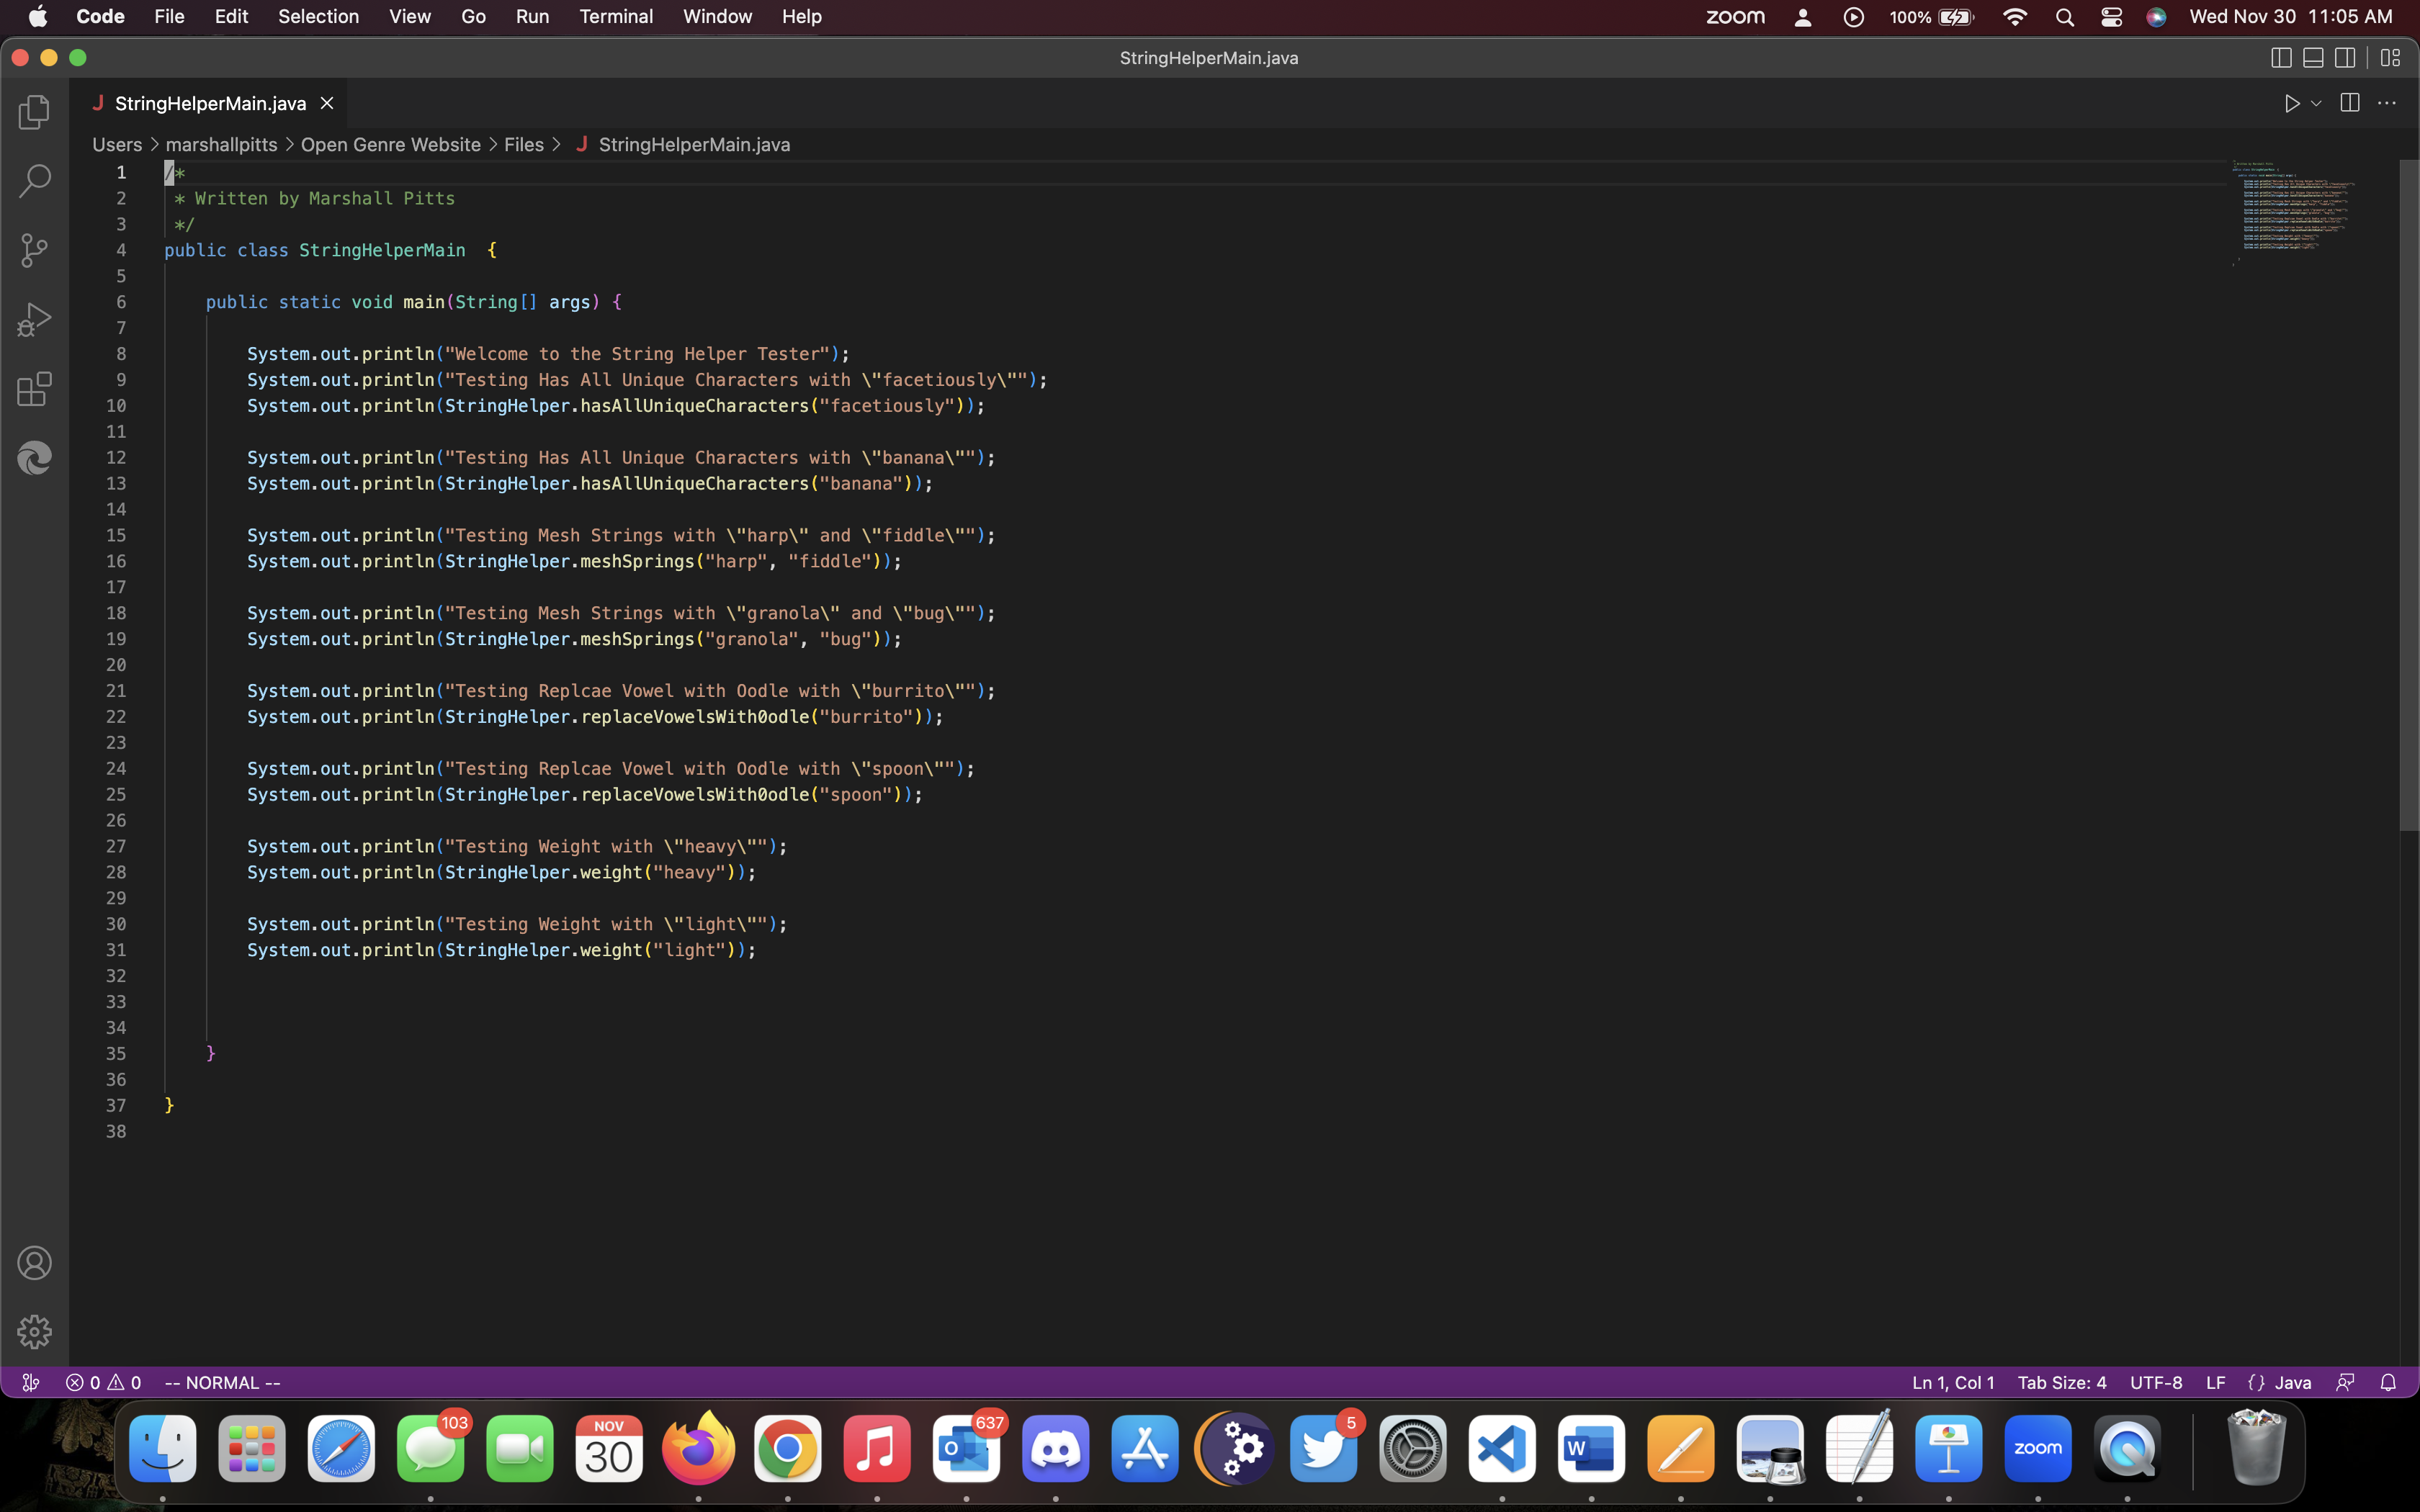 Code File Edit Selection View Go Run Terminal Window Help zoom 100% Wed Nov 30 11:05 AM
StringHelperMain.java
J StringHelperMain.java
Users > marshallpitts > Open Genre Website > Files > J StringHelperMain.java
1 /*
2 * Written by Marshall Pitts
3 */
4 public class StringHelperMain {
5
6 public static void main(String[] args) {
7
8 System.out.println("Welcome to the String Helper Tester");
9 System.out.println("Testing Has All Unique Characters with \"facetiously\"");
10 System.out.println(StringHelper.hasAllUniqueCharacters("facetiously"));
11
12 System.out.println("Testing Has All Unique Characters with \"banana\"");
13 System.out.println(StringHelper.hasAllUniqueCharacters("banana"));
14
15 System.out.println("Testing Mesh Strings with \"harp\" and \"fiddle\"");
16 System.out.println(StringHelper.meshSprings("harp", "fiddle"));
17
18 System.out.println("Testing Mesh Strings with \"granola\" and \"bug\"");
19 System.out.println(StringHelper.meshSprings("granola", "bug"));
20
21 System.out.println("Testing Replcae Vowel with Oodle with \"burrito\"");
22 System.out.println(StringHelper.replaceVowelsWith0odle("burrito"));
23
24 System.out.println("Testing Replcae Vowel with Oodle with \"spoon\"");
25 System.out.println(StringHelper.replaceVowelsWith0odle("spoon"));
26
27 System.out.println("Testing Weight with \"heavy\"");
28 System.out.println(StringHelper.weight("heavy"));
29
30 System.out.println("Testing Weight with \"light\"");
31 System.out.println(StringHelper.weight("light"));
32
33
34
35 }
36
37 }
38
0 0 -- NORMAL -- Ln 1, Col 1 Tab Size: 4 UTF-8 LF {} Java
103 NOV 30 637 O 5 W zoom